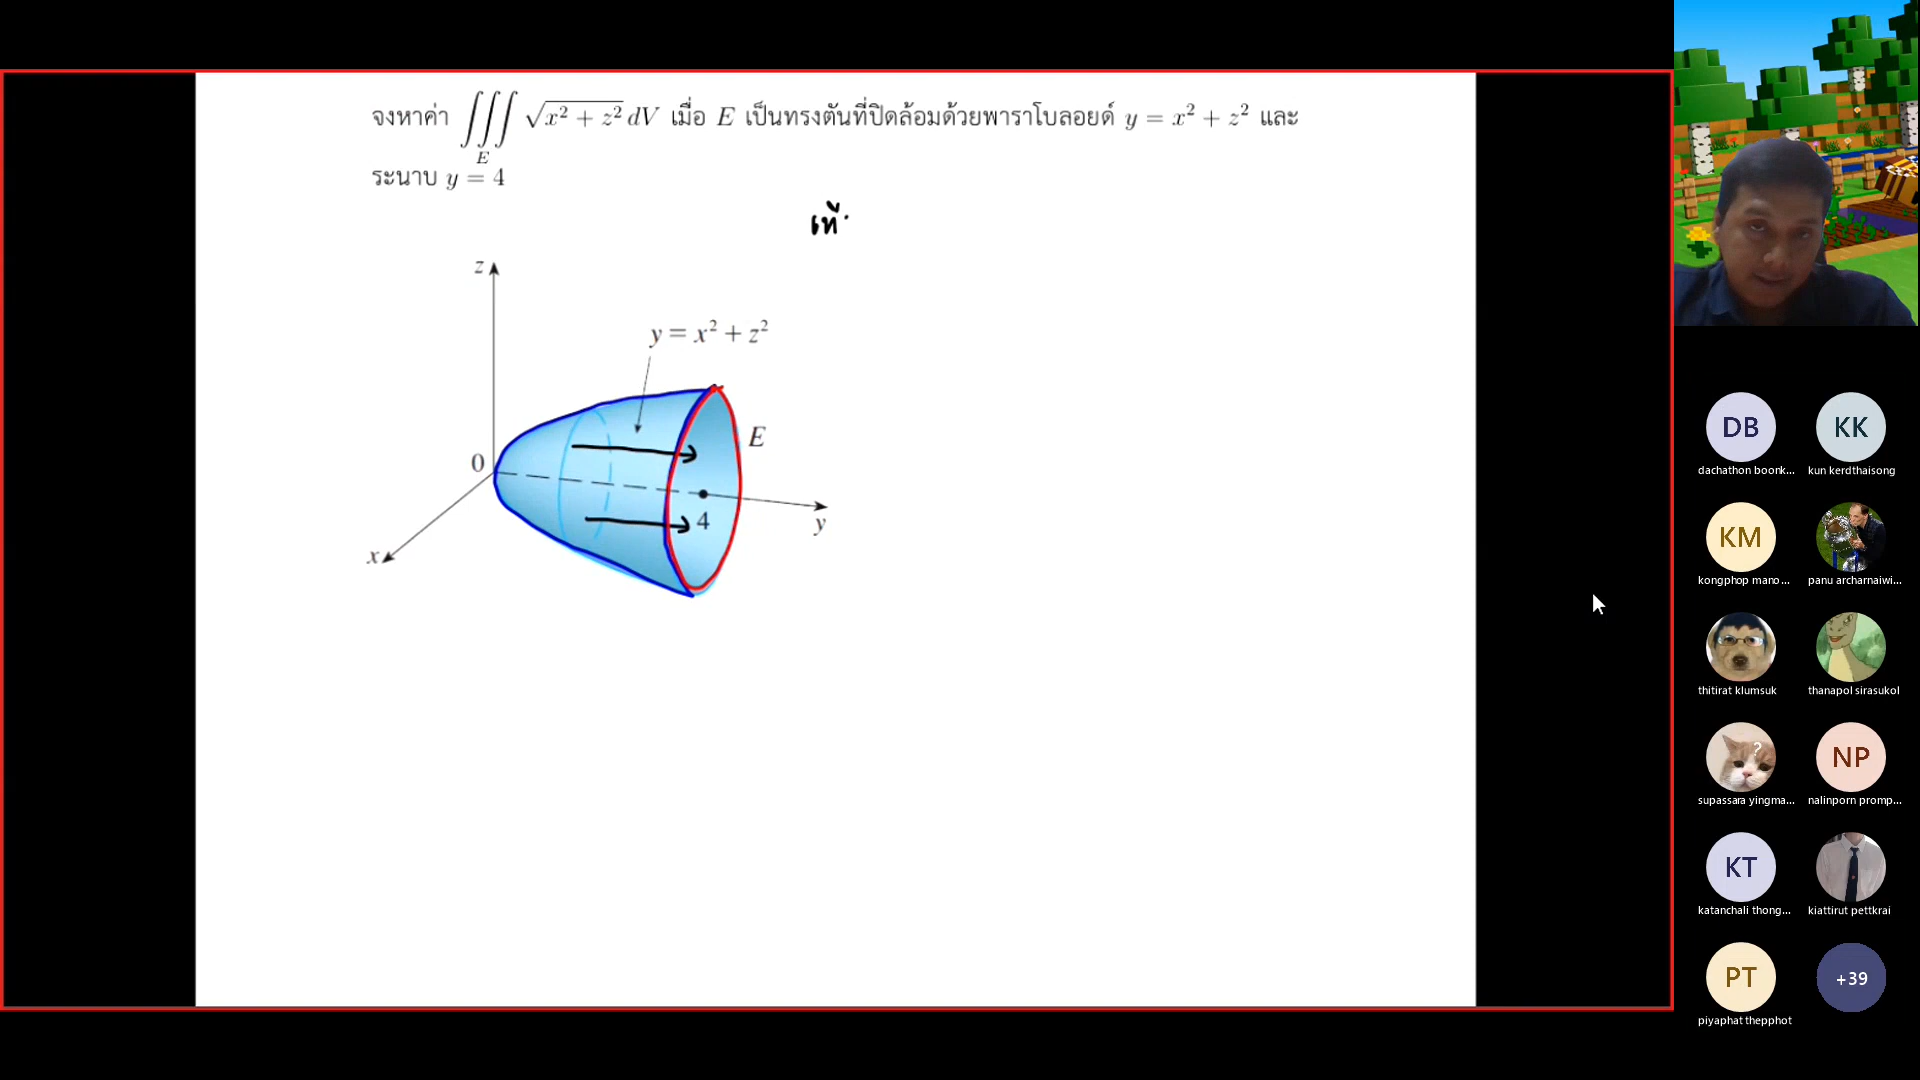 จงหาค่า ∭_E √(x² + z²) dV เมื่อ E เป็นทรงตันที่ปิดล้อมด้วยพาราโบลอยด์ y = x² + z² และ
ระนาบ y = 4
z
y = x² + z²
E
0
4
y
x
DB
dachathon boonk...
KK
kun kerdthaisong
KM
kongphop mano...
panu archarnaiwi...
thitirat klumsuk
thanapol sirasukol
?
supassara yingma...
NP
nalinporn promp...
KT
katanchali thong...
kiattirut pettkrai
PT
piyaphat thepphot
+39